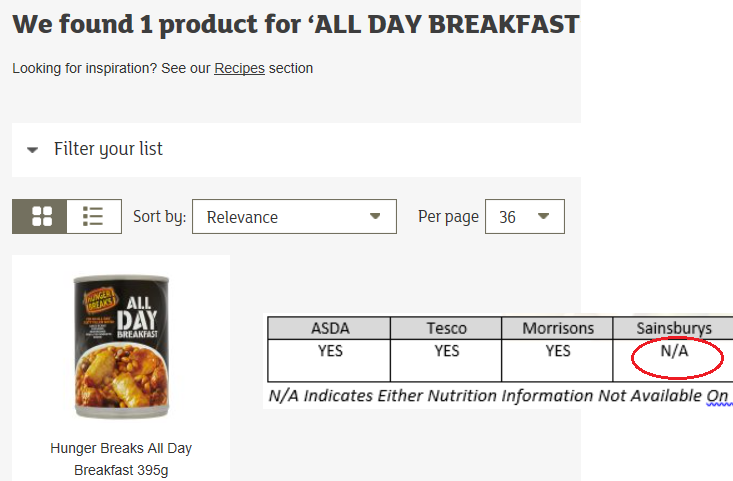 We found 1 product for ‘ALL DAY BREAKFAST
Looking for inspiration? See our Recipes section
Filter your list
Sort by: Relevance Per page 36
HUNGER
BREAKS
ALL
DAY
BREAKFAST
ASDA Tesco Morrisons Sainsburys
YES YES YES N/A
N/A Indicates Either Nutrition Information Not Available On
Hunger Breaks All Day
Breakfast 395g